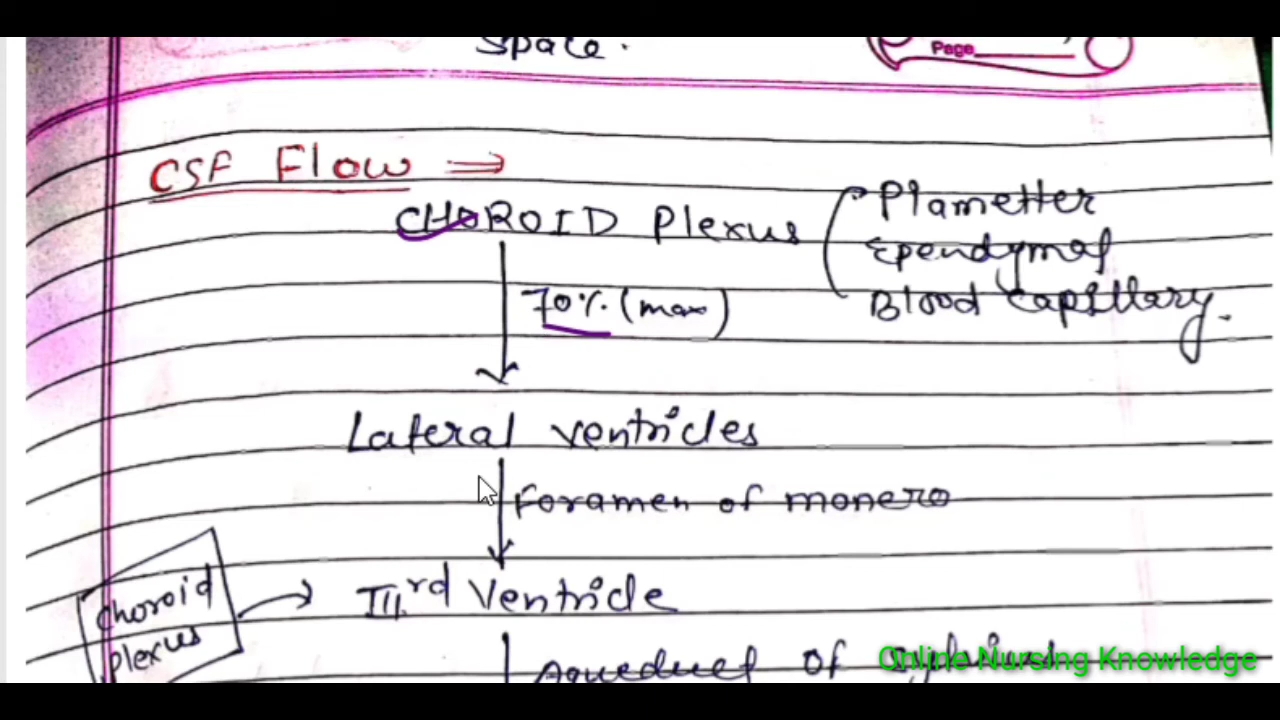 space.
Page
CSF Flow ⇒
CHOROID Plexus
Piametter
Ependymal
Blood Capillary.
70% (max)
Lateral ventricles
Foramen of monero
IIIrd Ventricle
Choroid
plexus
Aqueduct of
Online Nursing Knowledge